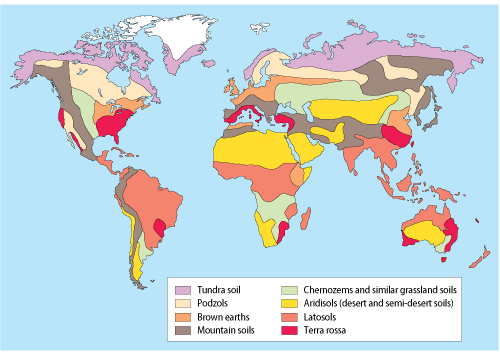 Tundra soil
Podzols
Brown earths
Mountain soils
Chernozems and similar grassland soils
Aridisols (desert and semi-desert soils)
Latosols
Terra rossa